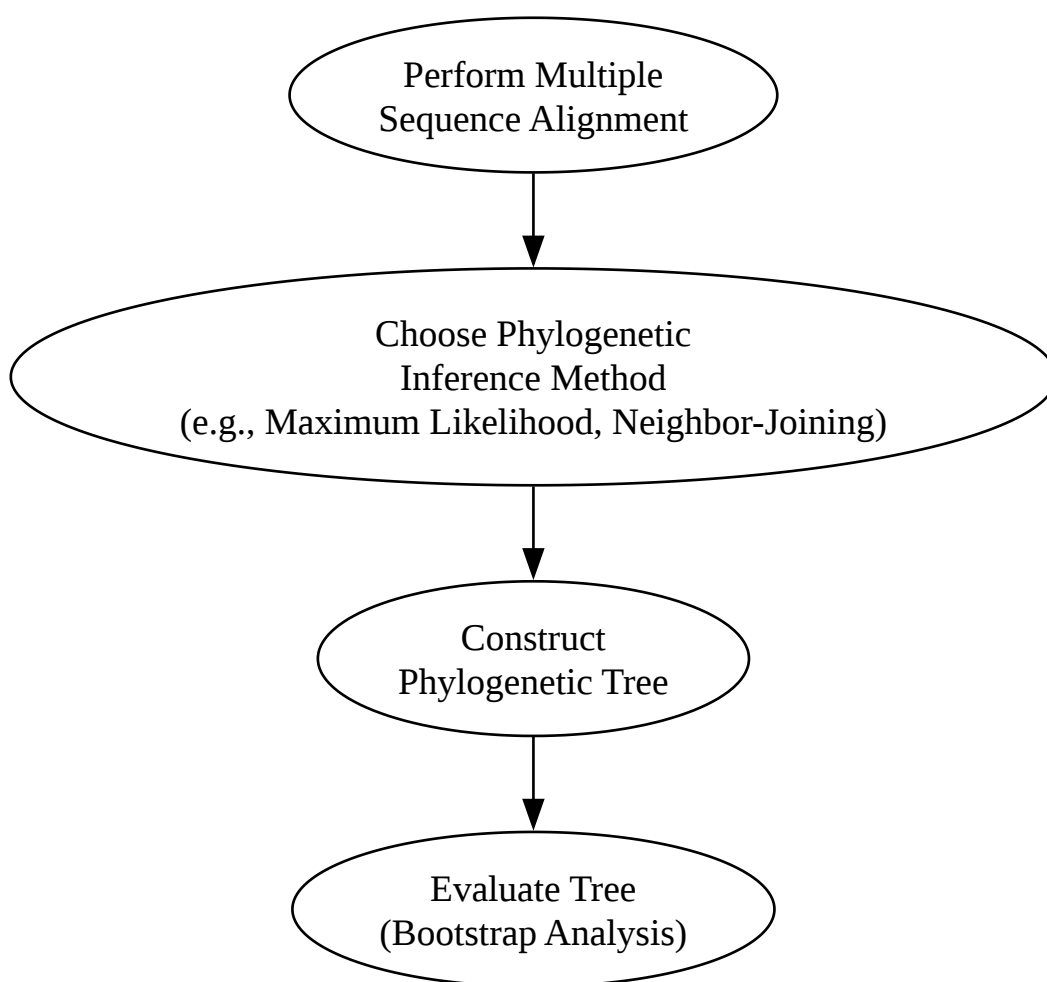 Perform Multiple
Sequence Alignment
Choose Phylogenetic
Inference Method
(e.g., Maximum Likelihood, Neighbor-Joining)
Construct
Phylogenetic Tree
Evaluate Tree
(Bootstrap Analysis)